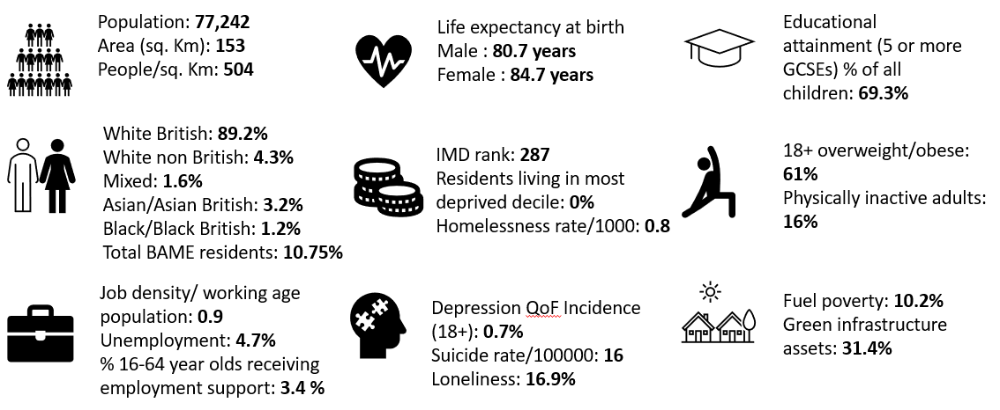 Population: 77,242
Area (sq. Km): 153
People/sq. Km: 504
Life expectancy at birth
Male : 80.7 years
Female : 84.7 years
Educational
attainment (5 or more
GCSEs) % of all
children: 69.3%
White British: 89.2%
White non British: 4.3%
Mixed: 1.6%
Asian/Asian British: 3.2%
Black/Black British: 1.2%
Total BAME residents: 10.75%
IMD rank: 287
Residents living in most
deprived decile: 0%
Homelessness rate/1000: 0.8
18+ overweight/obese:
61%
Physically inactive adults:
16%
Job density/ working age
population: 0.9
Unemployment: 4.7%
% 16-64 year olds receiving
employment support: 3.4 %
Depression QoF Incidence
(18+): 0.7%
Suicide rate/100000: 16
Loneliness: 16.9%
Fuel poverty: 10.2%
Green infrastructure
assets: 31.4%